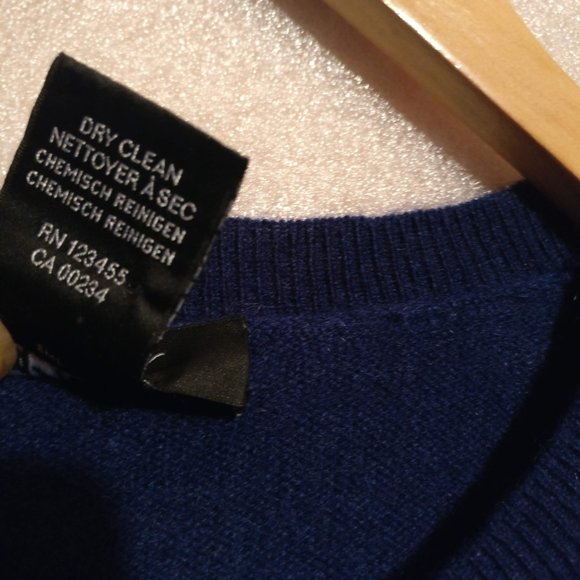 DRY CLEAN
NETTOYER À SEC
CHEMISCH REINIGEN
CHEMISCH REINIGEN
RN 123455
CA 00234